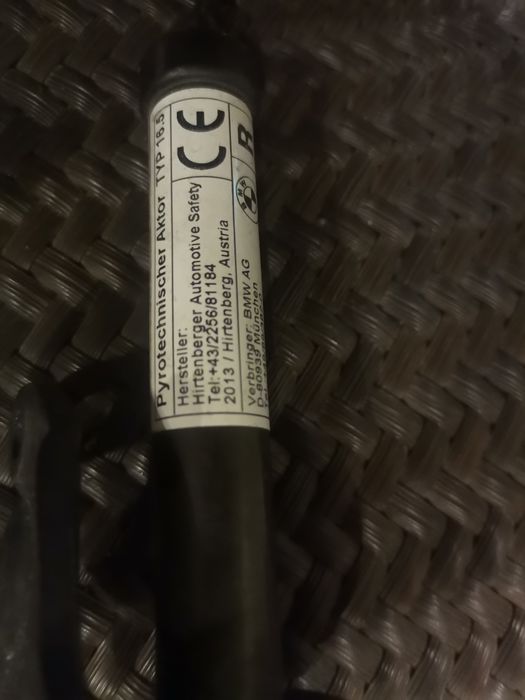 Pyrotechnischer Aktor TYP 18.5
Hersteller:
Hirtenberger Automotive Safety
Tel:+43/2256/81184
2013 / Hirtenberg, Austria
CE
Verbringer: BMW AG
D-80939 München
BMW
R